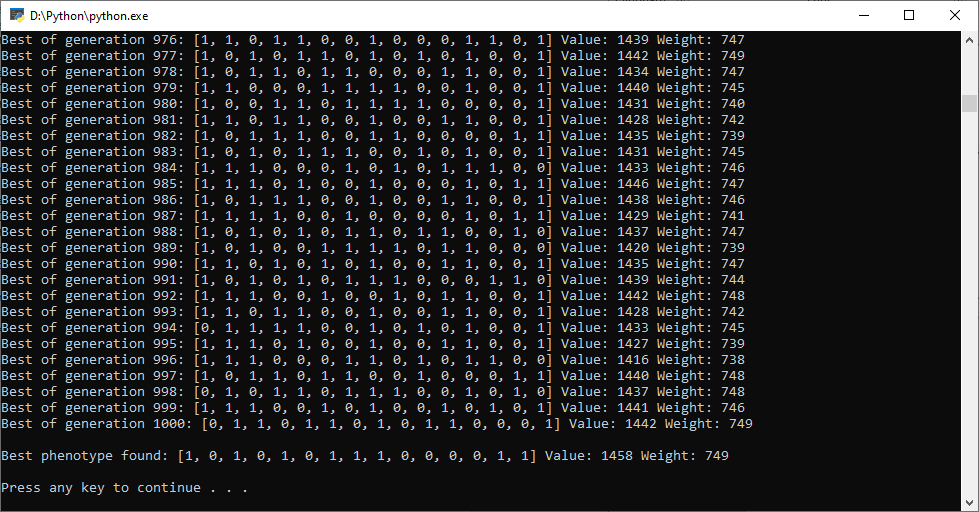 D:\Python\python.exe
Best of generation 976: [1, 1, 0, 1, 1, 0, 0, 1, 0, 0, 0, 1, 1, 0, 1] Value: 1439 Weight: 747
Best of generation 977: [1, 0, 1, 0, 1, 1, 0, 1, 0, 1, 0, 1, 0, 0, 1] Value: 1442 Weight: 749
Best of generation 978: [1, 0, 1, 1, 0, 1, 1, 0, 0, 0, 1, 1, 0, 0, 1] Value: 1434 Weight: 747
Best of generation 979: [1, 1, 0, 0, 0, 1, 1, 1, 1, 0, 0, 1, 0, 0, 1] Value: 1440 Weight: 745
Best of generation 980: [1, 0, 0, 1, 1, 0, 1, 1, 1, 1, 0, 0, 0, 0, 1] Value: 1431 Weight: 740
Best of generation 981: [1, 1, 0, 1, 1, 0, 0, 1, 0, 1, 1, 0, 0, 1, 0] Value: 1428 Weight: 742
Best of generation 982: [1, 0, 1, 1, 1, 0, 0, 1, 1, 0, 0, 0, 0, 1, 1] Value: 1435 Weight: 739
Best of generation 983: [1, 0, 1, 0, 1, 1, 1, 0, 0, 1, 0, 1, 0, 0, 1] Value: 1431 Weight: 745
Best of generation 984: [1, 1, 1, 0, 0, 0, 1, 0, 1, 0, 1, 1, 1, 0, 0] Value: 1433 Weight: 746
Best of generation 985: [1, 1, 1, 0, 1, 0, 0, 1, 0, 0, 0, 1, 0, 1, 1] Value: 1446 Weight: 747
Best of generation 986: [1, 0, 1, 1, 0, 1, 0, 1, 0, 1, 1, 0, 0, 0, 1] Value: 1438 Weight: 746
Best of generation 987: [1, 1, 1, 1, 0, 0, 1, 0, 0, 0, 0, 1, 0, 1, 1] Value: 1429 Weight: 741
Best of generation 988: [1, 0, 1, 0, 0, 1, 1, 0, 1, 1, 0, 0, 1, 0] Value: 1437 Weight: 747
Best of generation 989: [1, 0, 1, 0, 0, 1, 1, 1, 1, 0, 1, 1, 0, 0, 0] Value: 1420 Weight: 739
Best of generation 990: [1, 1, 0, 1, 0, 1, 0, 1, 0, 0, 1, 1, 0, 0, 1] Value: 1435 Weight: 747
Best of generation 991: [1, 0, 1, 0, 1, 0, 1, 1, 1, 0, 0, 0, 1, 1, 0] Value: 1439 Weight: 744
Best of generation 992: [1, 1, 1, 0, 0, 1, 0, 0, 1, 0, 1, 1, 0, 0, 1] Value: 1442 Weight: 748
Best of generation 993: [1, 1, 0, 1, 1, 0, 0, 1, 0, 1, 1, 0, 0, 1, 0] Value: 1428 Weight: 742
Best of generation 994: [0, 1, 1, 1, 1, 0, 0, 1, 0, 1, 0, 1, 0, 0, 1] Value: 1433 Weight: 745
Best of generation 995: [1, 1, 1, 0, 1, 0, 0, 1, 0, 1, 1, 0, 0, 0, 1] Value: 1427 Weight: 739
Best of generation 996: [1, 1, 0, 0, 0, 1, 1, 0, 1, 0, 1, 0, 1, 1, 0, 0] Value: 1416 Weight: 738
Best of generation 997: [1, 0, 1, 1, 0, 1, 1, 0, 0, 1, 0, 0, 0, 1, 1] Value: 1440 Weight: 748
Best of generation 998: [0, 1, 0, 1, 0, 1, 1, 1, 1, 0, 1, 0, 0, 1, 0] Value: 1437 Weight: 748
Best of generation 999: [1, 1, 1, 0, 0, 1, 0, 1, 0, 0, 1, 0, 1, 0, 1] Value: 1441 Weight: 746
Best of generation 1000: [0, 1, 1, 0, 1, 1, 0, 1, 0, 1, 1, 0, 0, 0, 1] Value: 1442 Weight: 749
Best phenotype found: [1, 0, 1, 0, 1, 0, 1, 1, 1, 0, 0, 0, 0, 1, 1] Value: 1458 Weight: 749
Press any key to continue . . .